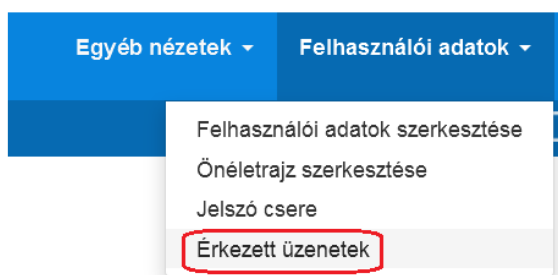 Egyéb nézetek Felhasználói adatok
Felhasználói adatok szerkesztése
Önéletrajz szerkesztése
Jelszó csere
Érkezett üzenetek